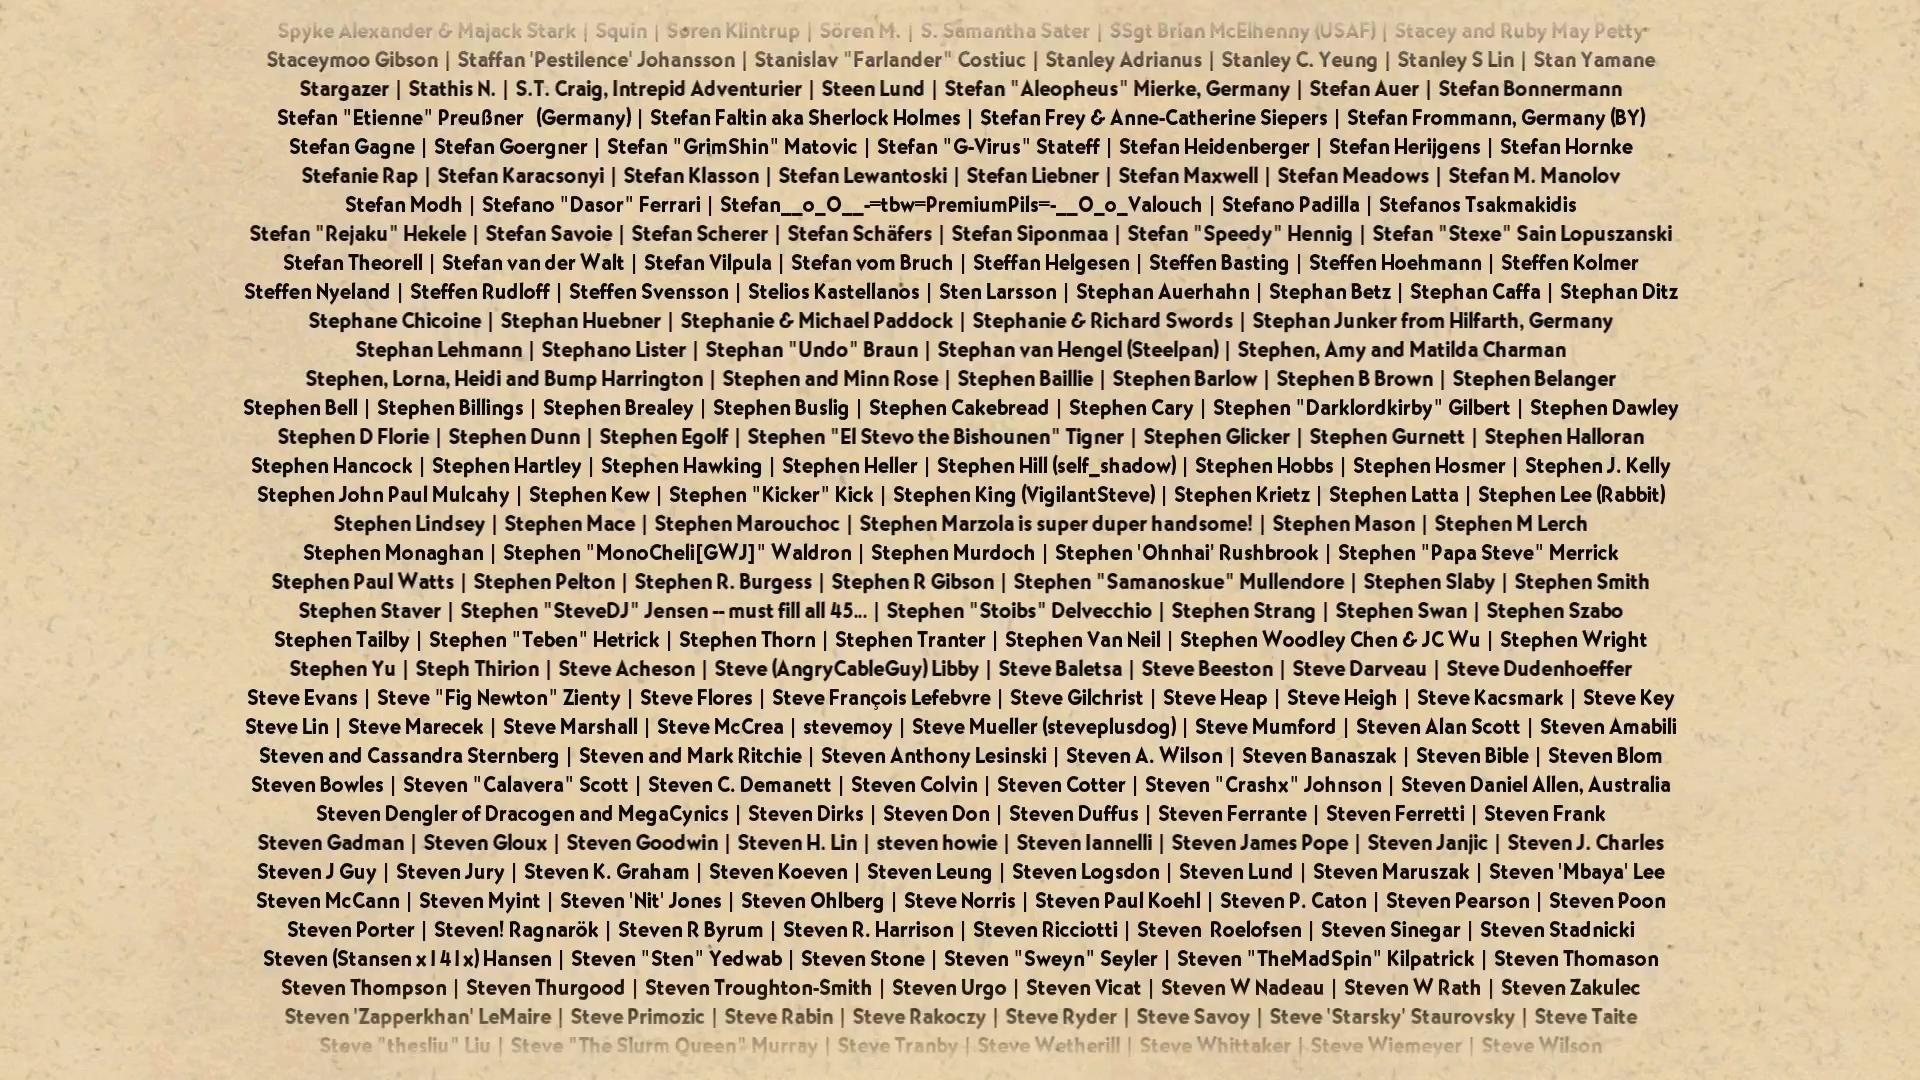 Spyke Alexander & Majack Stark | Squin | Søren Klintrup | Sören M. | S. Samantha Sater | SSgt Brian McElhenny (USAF) | Stacey and Ruby May Petty
Staceymoo Gibson | Staffan 'Pestilence' Johansson | Stanislav "Farlander" Costiuc | Stanley Adrianus | Stanley C. Yeung | Stanley S Lin | Stan Yamane
Stargazer | Stathis N. | S.T. Craig, Intrepid Adventurier | Steen Lund | Stefan "Aleopheus" Mierke, Germany | Stefan Auer | Stefan Bonnermann
Stefan "Etienne" Preußner  (Germany) | Stefan Faltin aka Sherlock Holmes | Stefan Frey & Anne-Catherine Siepers | Stefan Frommann, Germany (BY)
Stefan Gagne | Stefan Goergner | Stefan "GrimShin" Matovic | Stefan "G-Virus" Stateff | Stefan Heidenberger | Stefan Herijgens | Stefan Hornke
Stefanie Rap | Stefan Karacsonyi | Stefan Klasson | Stefan Lewantoski | Stefan Liebner | Stefan Maxwell | Stefan Meadows | Stefan M. Manolov
Stefan Modh | Stefano "Dasor" Ferrari | Stefan__o_O__-=tbw=PremiumPils=-__O_o_Valouch | Stefano Padilla | Stefanos Tsakmakidis
Stefan "Rejaku" Hekele | Stefan Savoie | Stefan Scherer | Stefan Schäfers | Stefan Siponmaa | Stefan "Speedy" Hennig | Stefan "Stexe" Sain Lopuszanski
Stefan Theorell | Stefan van der Walt | Stefan Vilpula | Stefan vom Bruch | Steffan Helgesen | Steffen Basting | Steffen Hoehmann | Steffen Kolmer
Steffen Nyeland | Steffen Rudloff | Steffen Svensson | Stelios Kastellanos | Sten Larsson | Stephan Auerhahn | Stephan Betz | Stephan Caffa | Stephan Ditz
Stephane Chicoine | Stephan Huebner | Stephanie & Michael Paddock | Stephanie & Richard Swords | Stephan Junker from Hilfarth, Germany
Stephan Lehmann | Stephano Lister | Stephan "Undo" Braun | Stephan van Hengel (Steelpan) | Stephen, Amy and Matilda Charman
Stephen, Lorna, Heidi and Bump Harrington | Stephen and Minn Rose | Stephen Baillie | Stephen Barlow | Stephen B Brown | Stephen Belanger
Stephen Bell | Stephen Billings | Stephen Brealey | Stephen Buslig | Stephen Cakebread | Stephen Cary | Stephen "Darklordkirby" Gilbert | Stephen Dawley
Stephen D Florie | Stephen Dunn | Stephen Egolf | Stephen "El Stevo the Bishounen" Tigner | Stephen Glicker | Stephen Gurnett | Stephen Halloran
Stephen Hancock | Stephen Hartley | Stephen Hawking | Stephen Heller | Stephen Hill (self_shadow) | Stephen Hobbs | Stephen Hosmer | Stephen J. Kelly
Stephen John Paul Mulcahy | Stephen Kew | Stephen "Kicker" Kick | Stephen King (VigilantSteve) | Stephen Krietz | Stephen Latta | Stephen Lee (Rabbit)
Stephen Lindsey | Stephen Mace | Stephen Marouchoc | Stephen Marzola is super duper handsome! | Stephen Mason | Stephen M Lerch
Stephen Monaghan | Stephen "MonoCheli[GWJ]" Waldron | Stephen Murdoch | Stephen 'Ohnhai' Rushbrook | Stephen "Papa Steve" Merrick
Stephen Paul Watts | Stephen Pelton | Stephen R. Burgess | Stephen R Gibson | Stephen "Samanoskue" Mullendore | Stephen Slaby | Stephen Smith
Stephen Staver | Stephen "SteveDJ" Jensen -- must fill all 45... | Stephen "Stoibs" Delvecchio | Stephen Strang | Stephen Swan | Stephen Szabo
Stephen Tailby | Stephen "Teben" Hetrick | Stephen Thorn | Stephen Tranter | Stephen Van Neil | Stephen Woodley Chen & JC Wu | Stephen Wright
Stephen Yu | Steph Thirion | Steve Acheson | Steve (AngryCableGuy) Libby | Steve Baletsa | Steve Beeston | Steve Darveau | Steve Dudenhoeffer
Steve Evans | Steve "Fig Newton" Zienty | Steve Flores | Steve François Lefebvre | Steve Gilchrist | Steve Heap | Steve Heigh | Steve Kacsmark | Steve Key
Steve Lin | Steve Marecek | Steve Marshall | Steve McCrea | stevemoy | Steve Mueller (steveplusdog) | Steve Mumford | Steven Alan Scott | Steven Amabili
Steven and Cassandra Sternberg | Steven and Mark Ritchie | Steven Anthony Lesinski | Steven A. Wilson | Steven Banaszak | Steven Bible | Steven Blom
Steven Bowles | Steven "Calavera" Scott | Steven C. Demanett | Steven Colvin | Steven Cotter | Steven "Crashx" Johnson | Steven Daniel Allen, Australia
Steven Dengler of Dracogen and MegaCynics | Steven Dirks | Steven Don | Steven Duffus | Steven Ferrante | Steven Ferretti | Steven Frank
Steven Gadman | Steven Gloux | Steven Goodwin | Steven H. Lin | steven howie | Steven Iannelli | Steven James Pope | Steven Janjic | Steven J. Charles
Steven J Guy | Steven Jury | Steven K. Graham | Steven Koeven | Steven Leung | Steven Logsdon | Steven Lund | Steven Maruszak | Steven 'Mbaya' Lee
Steven McCann | Steven Myint | Steven 'Nit' Jones | Steven Ohlberg | Steve Norris | Steven Paul Koehl | Steven P. Caton | Steven Pearson | Steven Poon
Steven Porter | Steven! Ragnarök | Steven R Byrum | Steven R. Harrison | Steven Ricciotti | Steven  Roelofsen | Steven Sinegar | Steven Stadnicki
Steven (Stansen x141x) Hansen | Steven "Sten" Yedwab | Steven Stone | Steven "Sweyn" Seyler | Steven "TheMadSpin" Kilpatrick | Steven Thomason
Steven Thompson | Steven Thurgood | Steven Troughton-Smith | Steven Urgo | Steven Vicat | Steven W Nadeau | Steven W Rath | Steven Zakulec
Steven 'Zapperkhan' LeMaire | Steve Primozic | Steve Rabin | Steve Rakoczy | Steve Ryder | Steve Savoy | Steve 'Starsky' Staurovsky | Steve Taite
Steve "thesliu" Liu | Steve "The Slurm Queen" Murray | Steve Tranby | Steve Wetherill | Steve Whittaker | Steve Wiemeyer | Steve Wilson